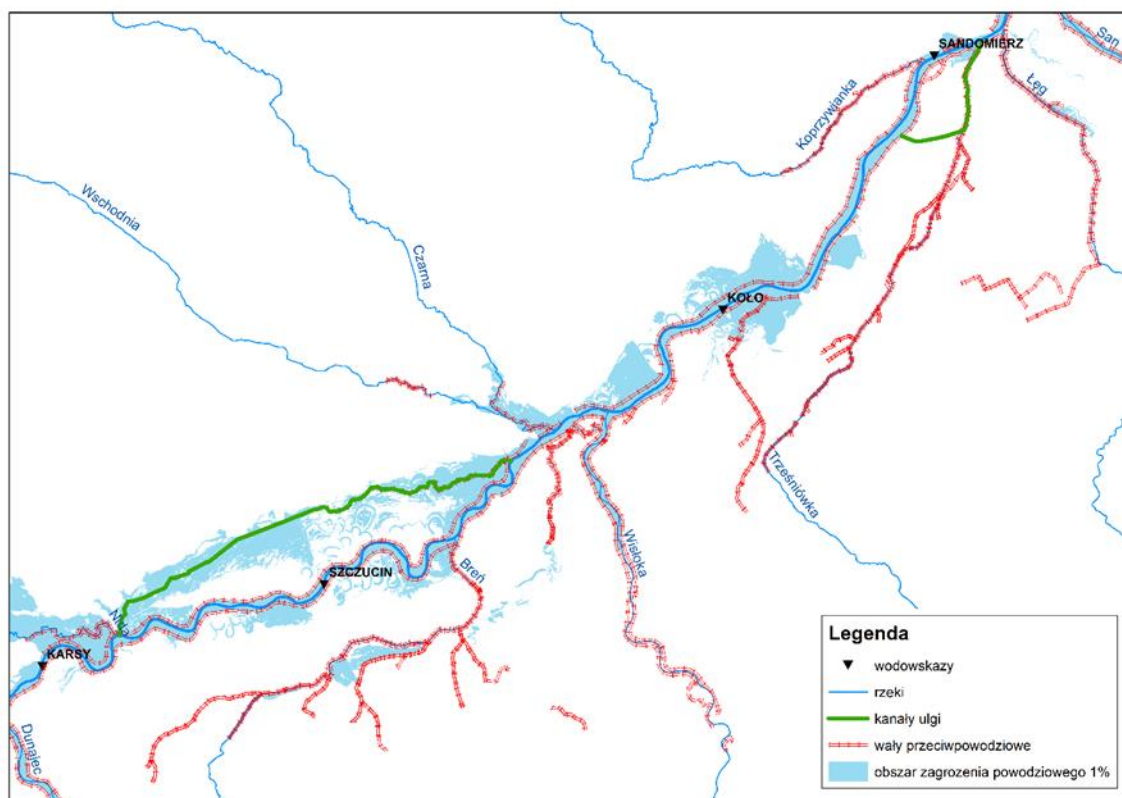 SANDOMIERZ
San
Łęg
Koprzywianka
Wschodnia
Czarna
KOŁO
Trześniówka
Wisłoka
SZCZUCIN
Breń
KARSY
Dunajec
Legenda
wodowskazy
rzeki
kanały ulgi
wały przeciwpowodziowe
obszar zagrożenia powodziowego 1%